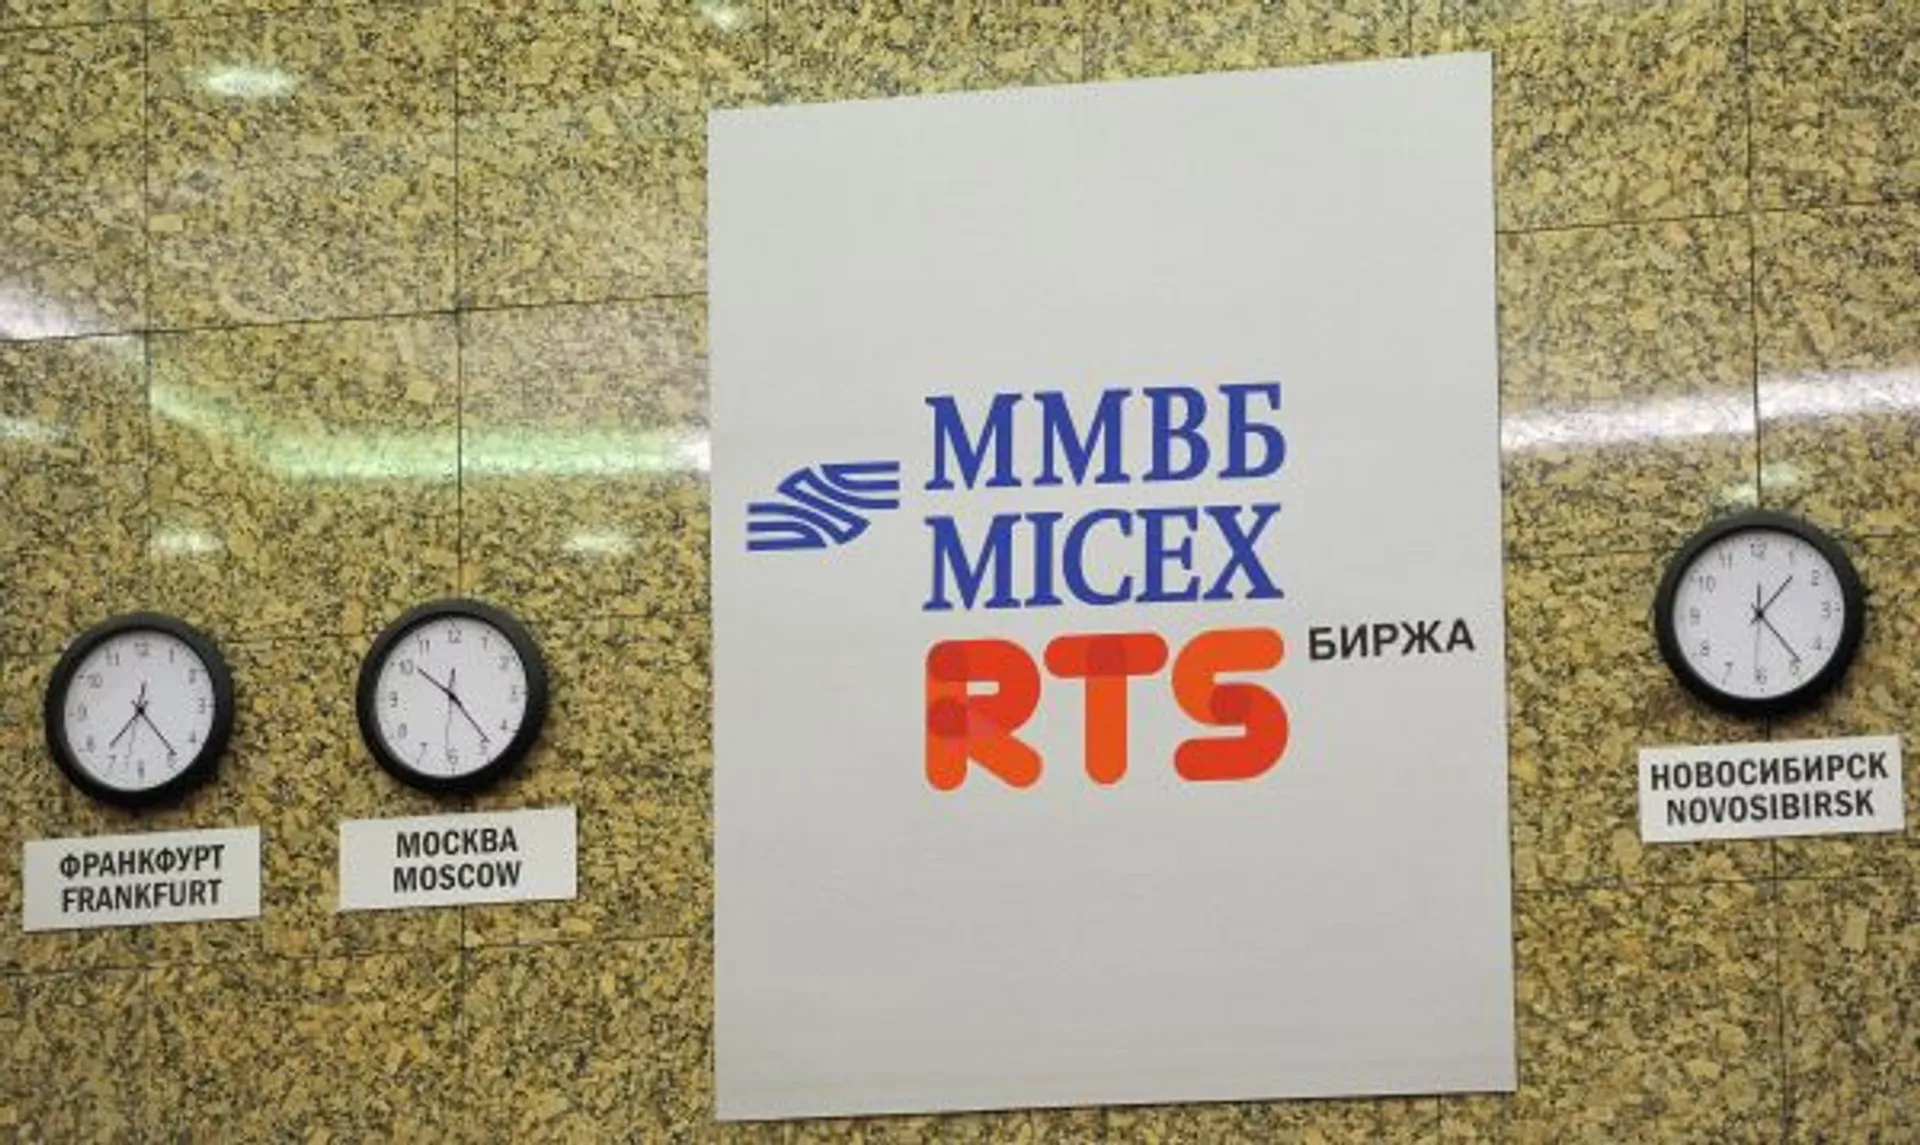 ММВБ
MICEX
RTS
БИРЖА
ФРАНКФУРТ
FRANKFURT
МОСКВА
MOSCOW
НОВОСИБИРСК
NOVOSIBIRSK